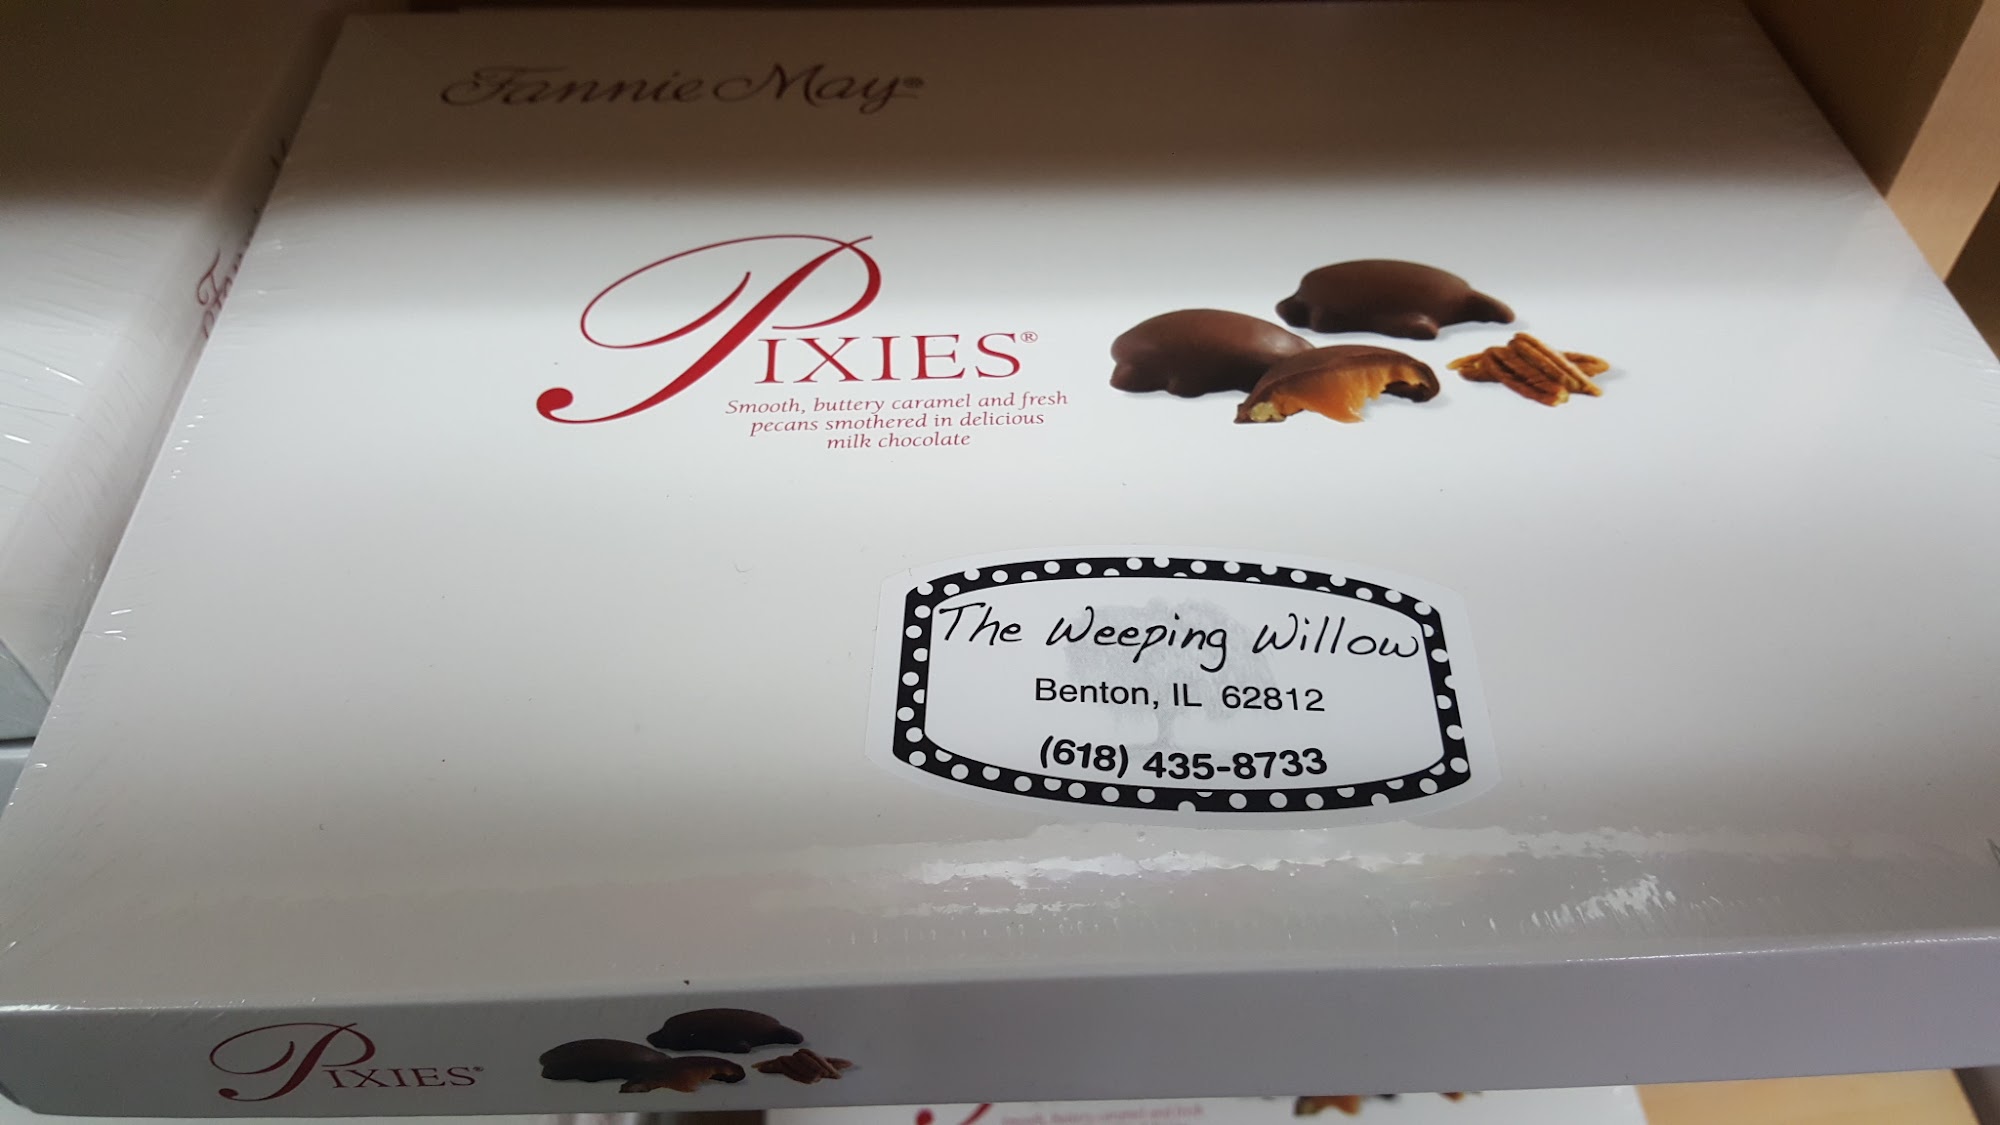 Fannie May®
PIXIES®
Smooth, buttery caramel and fresh
pecans smothered in delicious
milk chocolate
The Weeping Willow
Benton, IL 62812
(618) 435-8733
PIXIES®